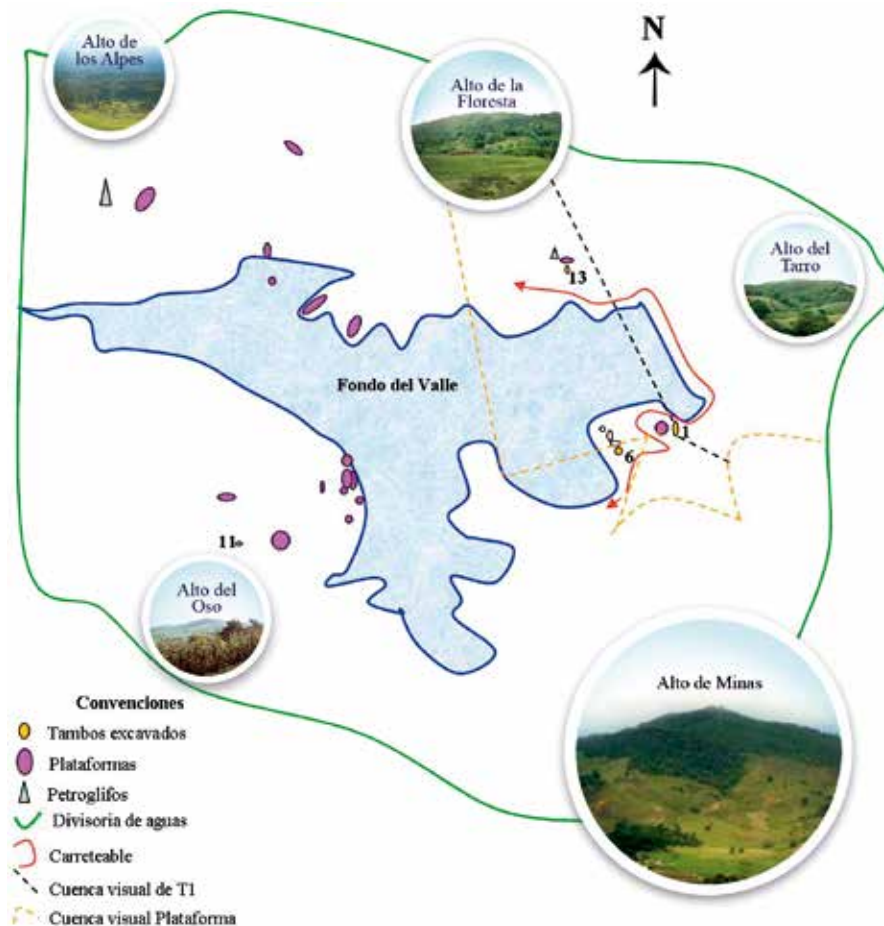 Alto de
los Alpes
Alto de la
Floresta
N
Alto del
Tarro
13
Fondo del Valle
1
6
11
Alto del
Oso
Alto de Minas
Convenciones
Tambos excavados
Plataformas
Petroglifos
Divisoria de aguas
Carreteable
Cuenca visual de T1
Cuenca visual Plataforma